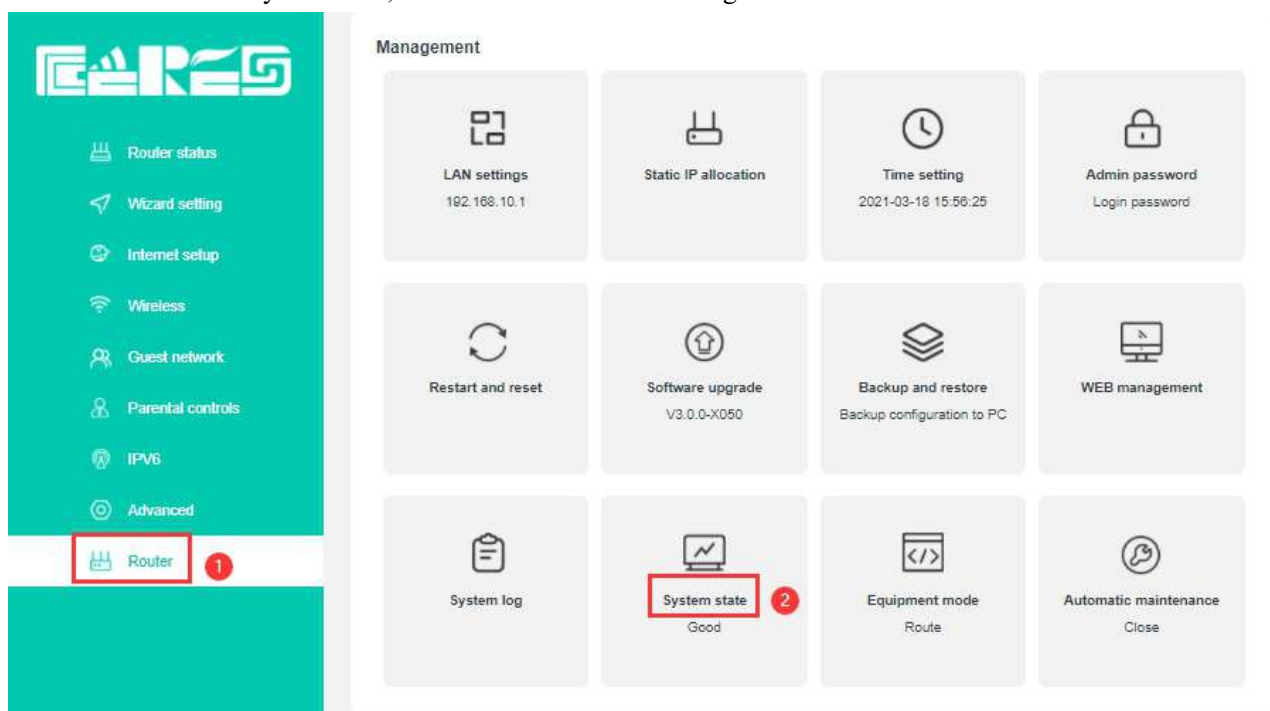 Management
Router status
Wizard setting
Internet setup
Wireless
Guest network
Parental controls
IPV6
Advanced
Router
1
LAN settings
192.168.10.1
Static IP allocation
Time setting
2021-03-18 15:56:25
Admin password
Login password
Restart and reset
Software upgrade
V3.0.0-X050
Backup and restore
Backup configuration to PC
WEB management
System log
System state
2
Good
Equipment mode
Route
Automatic maintenance
Close